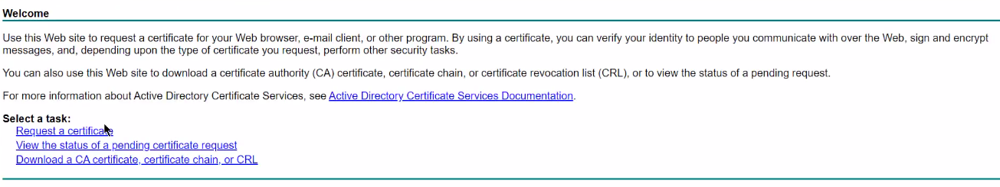 Welcome
Use this Web site to request a certificate for your Web browser, e-mail client, or other program. By using a certificate, you can verify your identity to people you communicate with over the Web, sign and encrypt
messages, and, depending upon the type of certificate you request, perform other security tasks.
You can also use this Web site to download a certificate authority (CA) certificate, certificate chain, or certificate revocation list (CRL), or to view the status of a pending request.
For more information about Active Directory Certificate Services, see Active Directory Certificate Services Documentation.
Select a task:
Request a certificate
View the status of a pending certificate request
Download a CA certificate, certificate chain, or CRL